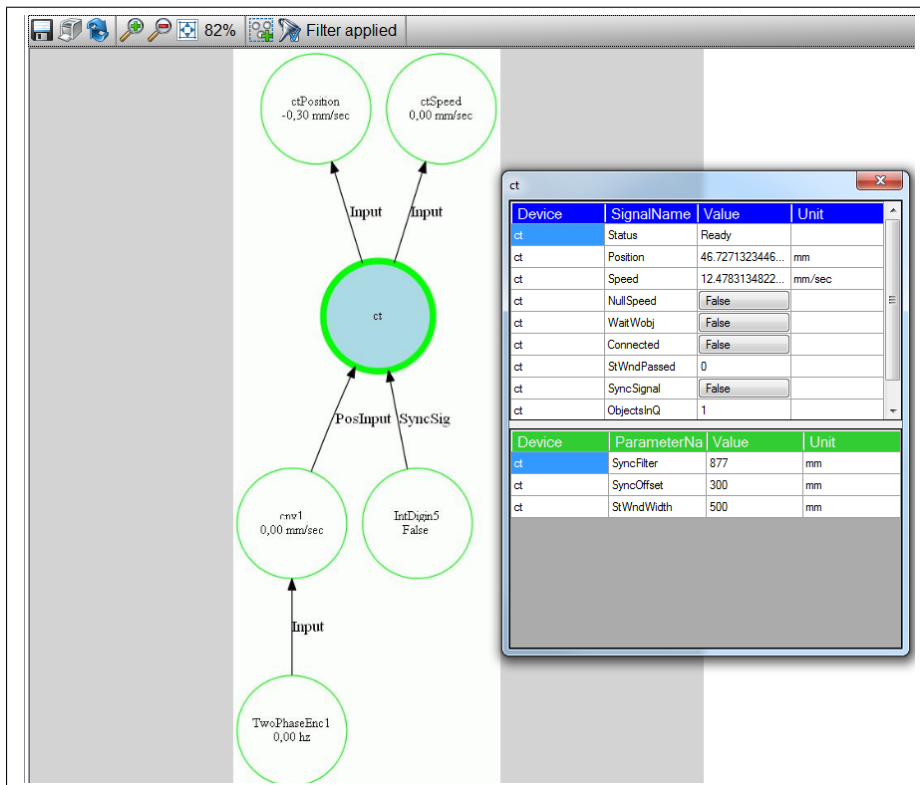 82% Filter applied
ctPosition
-0,30 mm/sec
ctSpeed
0,00 mm/sec
Input
Input
ct
PosInput
SyncSig
cnv1
0,00 mm/sec
IntDigin5
False
Input
TwoPhaseEnc1
0,00 hz
ct
Device SignalName Value Unit
ct Status Ready
ct Position 46.7271323446... mm
ct Speed 12.4783134822... mm/sec
ct NullSpeed False
ct WaitWobj False
ct Connected False
ct StWndPassed 0
ct SyncSignal False
ct ObjectsInQ 1
Device ParameterNa Value Unit
ct SyncFilter 877 mm
ct SyncOffset 300 mm
ct StWndWidth 500 mm